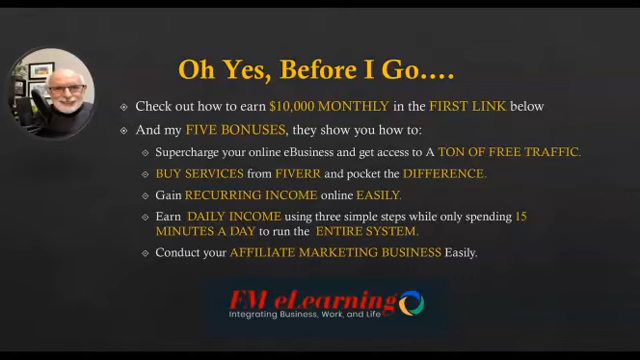 Oh Yes, Before I Go....
Check out how to earn $10,000 MONTHLY in the FIRST LINK below
And my FIVE BONUSES, they show you how to:
Supercharge your online eBusiness and get access to A TON OF FREE TRAFFIC.
BUY SERVICES from FIVERR and pocket the DIFFERENCE.
Gain RECURRING INCOME online EASILY.
Earn DAILY INCOME using three simple steps while only spending 15
MINUTES A DAY to run the ENTIRE SYSTEM.
Conduct your AFFILIATE MARKETING BUSINESS Easily.
FM eLearning
Integrating Business, Work, and Life